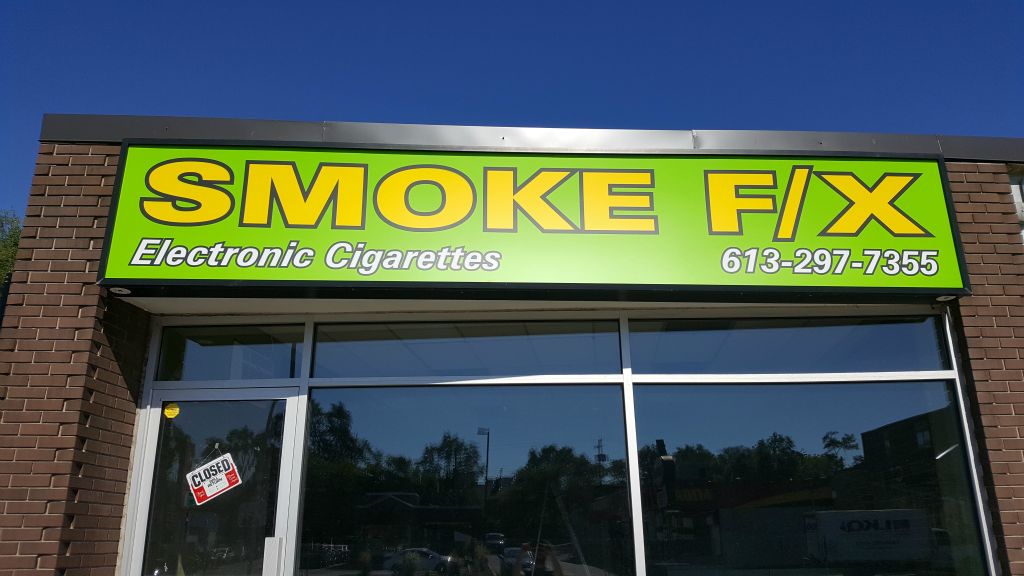 SMOKE F/X
Electronic Cigarettes 613-297-7355
CLOSED